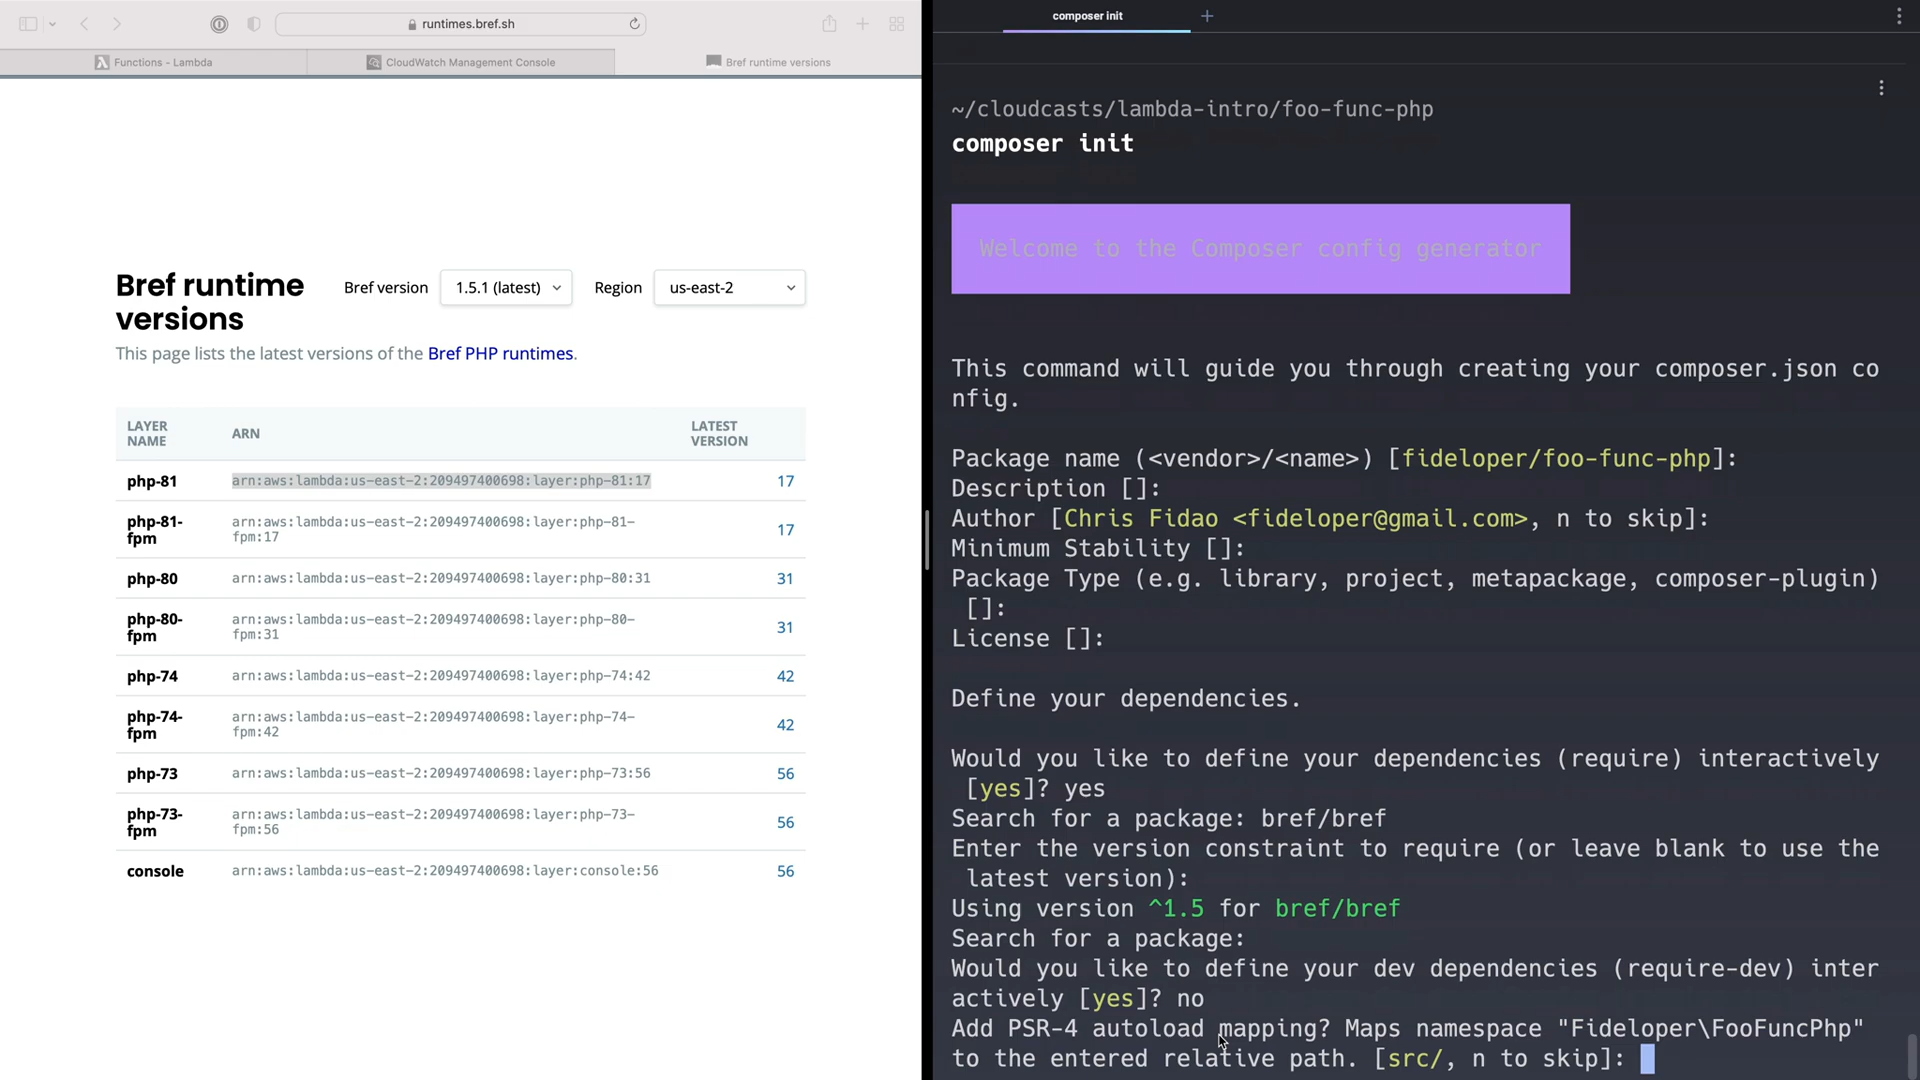 runtimes.bref.sh
Functions - Lambda
CloudWatch Management Console
Bref runtime versions
Bref runtime
versions
Bref version
1.5.1 (latest)
Region
us-east-2
This page lists the latest versions of the Bref PHP runtimes.
LAYER
NAME
ARN
LATEST
VERSION
php-81
arn:aws:lambda:us-east-2:209497400698:layer:php-81:17
17
php-81-
fpm
arn:aws:lambda:us-east-2:209497400698:layer:php-81-
fpm:17
17
php-80
arn:aws:lambda:us-east-2:209497400698:layer:php-80:31
31
php-80-
fpm
arn:aws:lambda:us-east-2:209497400698:layer:php-80-
fpm:31
31
php-74
arn:aws:lambda:us-east-2:209497400698:layer:php-74:42
42
php-74-
fpm
arn:aws:lambda:us-east-2:209497400698:layer:php-74-
fpm:42
42
php-73
arn:aws:lambda:us-east-2:209497400698:layer:php-73:56
56
php-73-
fpm
arn:aws:lambda:us-east-2:209497400698:layer:php-73-
fpm:56
56
console
arn:aws:lambda:us-east-2:209497400698:layer:console:56
56
composer init
~/cloudcasts/lambda-intro/foo-func-php
composer init
Welcome to the Composer config generator
This command will guide you through creating your composer.json co
nfig.
Package name (<vendor>/<name>) [fideloper/foo-func-php]:
Description []:
Author [Chris Fidao <fideloper@gmail.com>, n to skip]:
Minimum Stability []:
Package Type (e.g. library, project, metapackage, composer-plugin)
[]:
License []:
Define your dependencies.
Would you like to define your dependencies (require) interactively
[yes]? yes
Search for a package: bref/bref
Enter the version constraint to require (or leave blank to use the
latest version):
Using version ^1.5 for bref/bref
Search for a package:
Would you like to define your dev dependencies (require-dev) inter
actively [yes]? no
Add PSR-4 autoload mapping? Maps namespace "Fideloper\FooFuncPhp"
to the entered relative path. [src/, n to skip]: